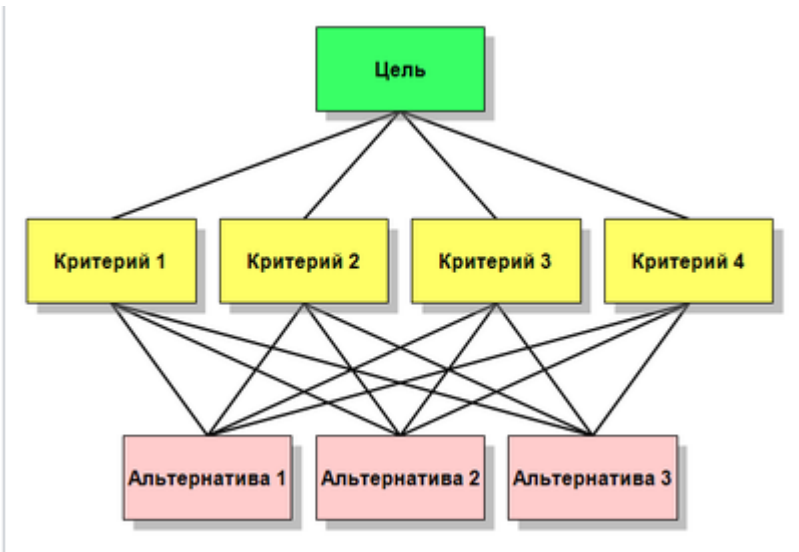 Цель
Критерий 1
Критерий 2
Критерий 3
Критерий 4
Альтернатива 1
Альтернатива 2
Альтернатива 3